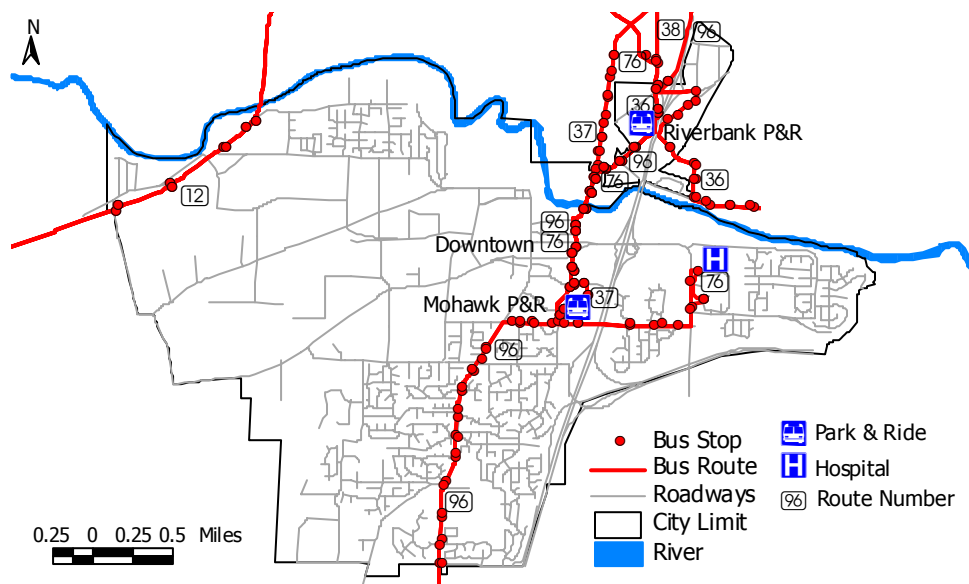 N
38
96
76
36
37
Riverbank P&R
96
76
36
12
96
76
Downtown
H
76
Mohawk P&R
37
96
96
Bus Stop
Bus Route
Roadways
City Limit
River
Park & Ride
H Hospital
96 Route Number
0.25 0 0.25 0.5 Miles